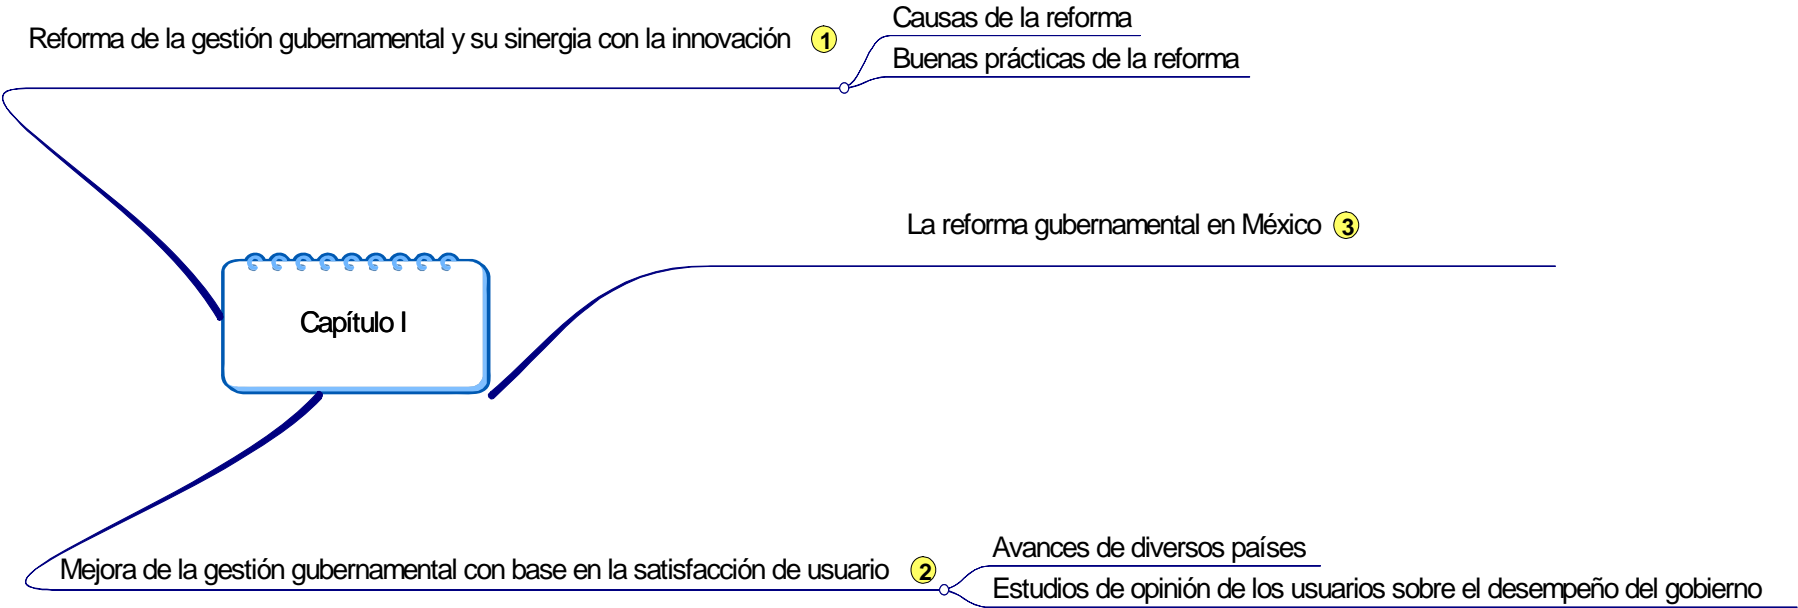 Reforma de la gestión gubernamental y su sinergia con la innovación 1
Causas de la reforma
Buenas prácticas de la reforma
La reforma gubernamental en México 3
Capítulo I
Mejora de la gestión gubernamental con base en la satisfacción de usuario 2
Avances de diversos países
Estudios de opinión de los usuarios sobre el desempeño del gobierno